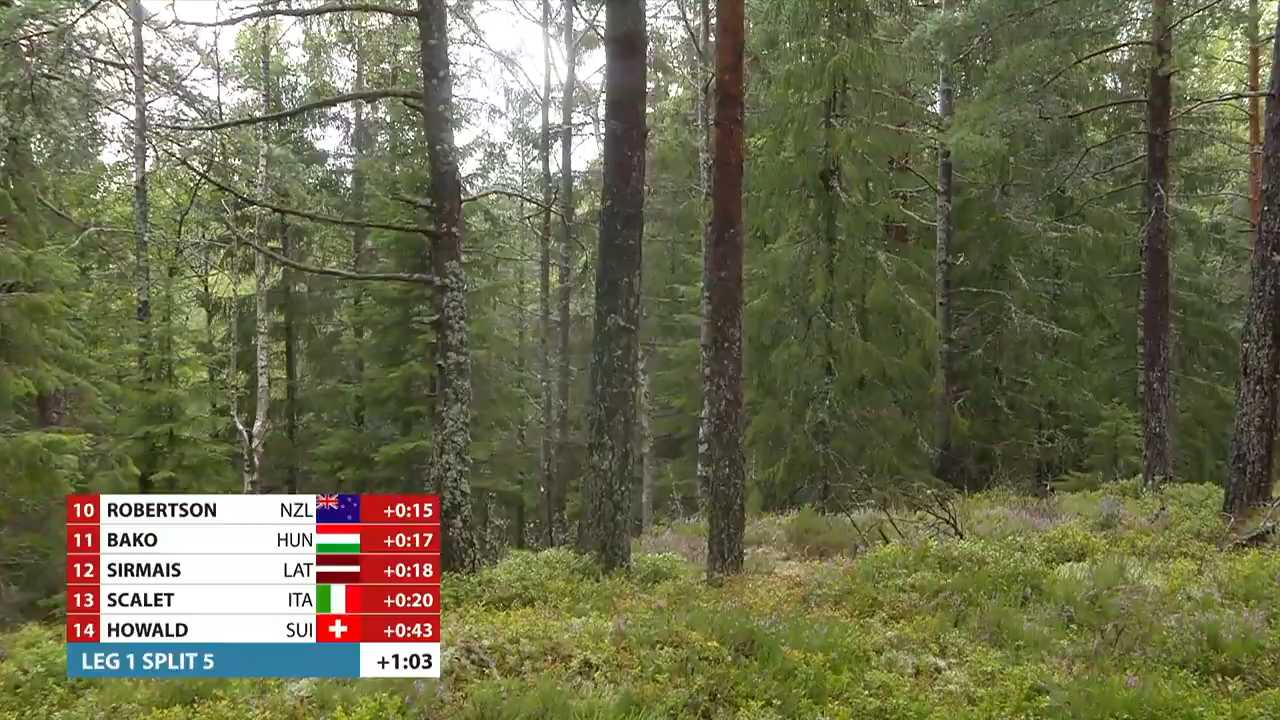 10 ROBERTSON NZL +0:15
11 BAKO HUN +0:17
12 SIRMAIS LAT +0:18
13 SCALET ITA +0:20
14 HOWALD SUI +0:43
LEG 1 SPLIT 5 +1:03